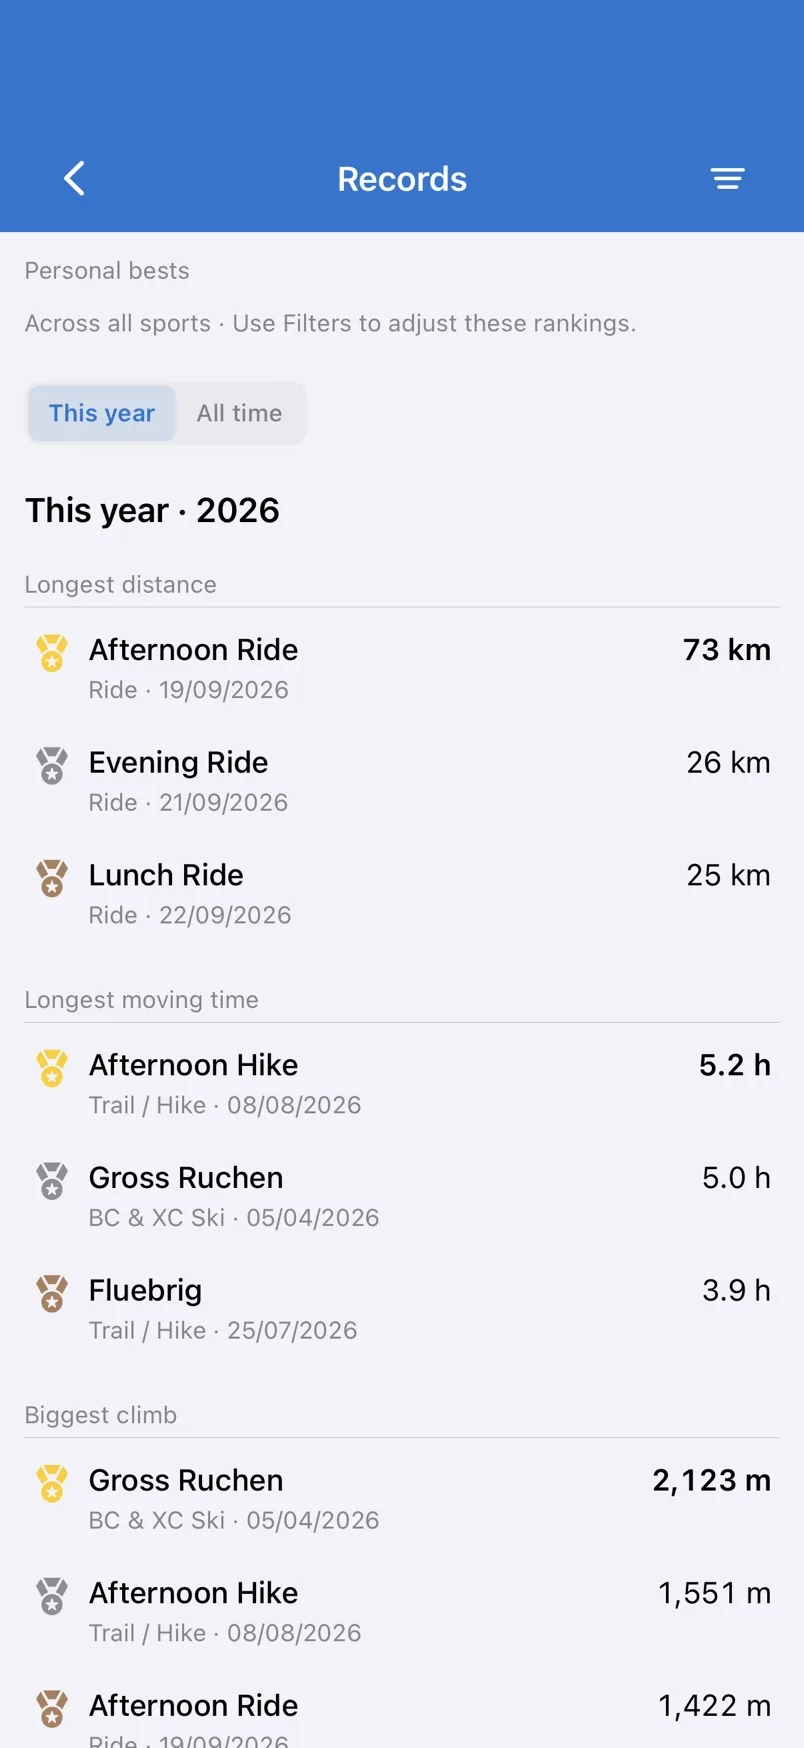 Records
Personal bests
Across all sports · Use Filters to adjust these rankings.
This year All time
This year · 2026
Longest distance
Afternoon Ride 73 km
Ride · 19/09/2026
Evening Ride 26 km
Ride · 21/09/2026
Lunch Ride 25 km
Ride · 22/09/2026
Longest moving time
Afternoon Hike 5.2 h
Trail / Hike · 08/08/2026
Gross Ruchen 5.0 h
BC & XC Ski · 05/04/2026
Fluebrig 3.9 h
Trail / Hike · 25/07/2026
Biggest climb
Gross Ruchen 2,123 m
BC & XC Ski · 05/04/2026
Afternoon Hike 1,551 m
Trail / Hike · 08/08/2026
Afternoon Ride 1,422 m
Ride · 19/09/2026